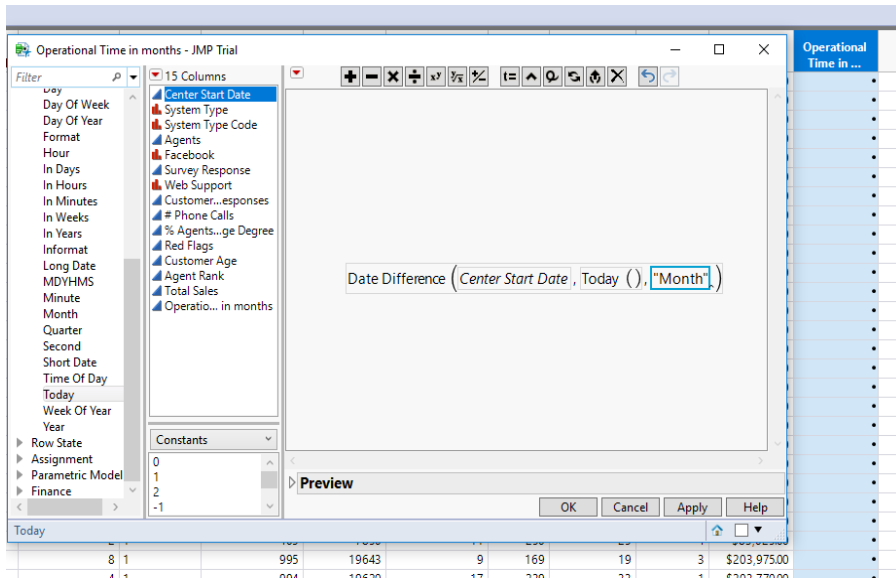 Operational Time in months - JMP Trial
Operational
Time in ...
Filter
15 Columns
Day
Day Of Week
Day Of Year
Format
Hour
In Days
In Hours
In Minutes
In Weeks
In Years
Informat
Long Date
MDYHMS
Minute
Month
Quarter
Second
Short Date
Time Of Day
Today
Week Of Year
Year
Row State
Assignment
Parametric Model
Finance
Center Start Date
System Type
System Type Code
Agents
Facebook
Survey Response
Web Support
Customer...esponses
# Phone Calls
% Agents...ge Degree
Red Flags
Customer Age
Agent Rank
Total Sales
Operatio... in months
Constants
0
1
2
-1
Date Difference (Center Start Date, Today (), "Month",)
Preview
OK Cancel Apply Help
Today
8 1 995 19643 9 169 19 3 $203,975.00